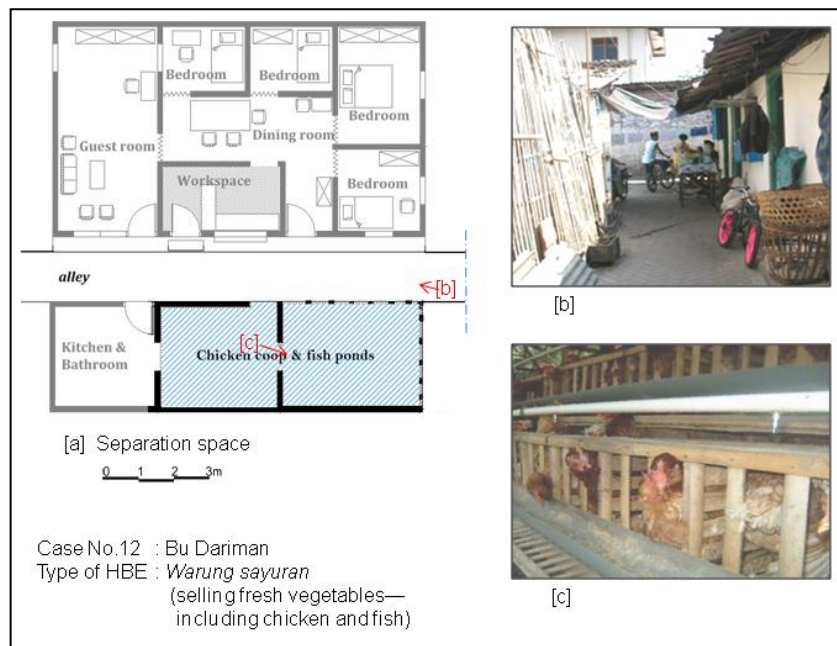 Bedroom
Bedroom
Bedroom
Guest room
Dining room
Workspace
Bedroom
alley
[b]
[c]
Kitchen &
Bathroom
Chicken coop & fish ponds
[a] Separation space
0 1 2 3m
Case No.12 : Bu Dariman
Type of HBE : Warung sayuran
(selling fresh vegetables—
including chicken and fish)
[b]
[c]